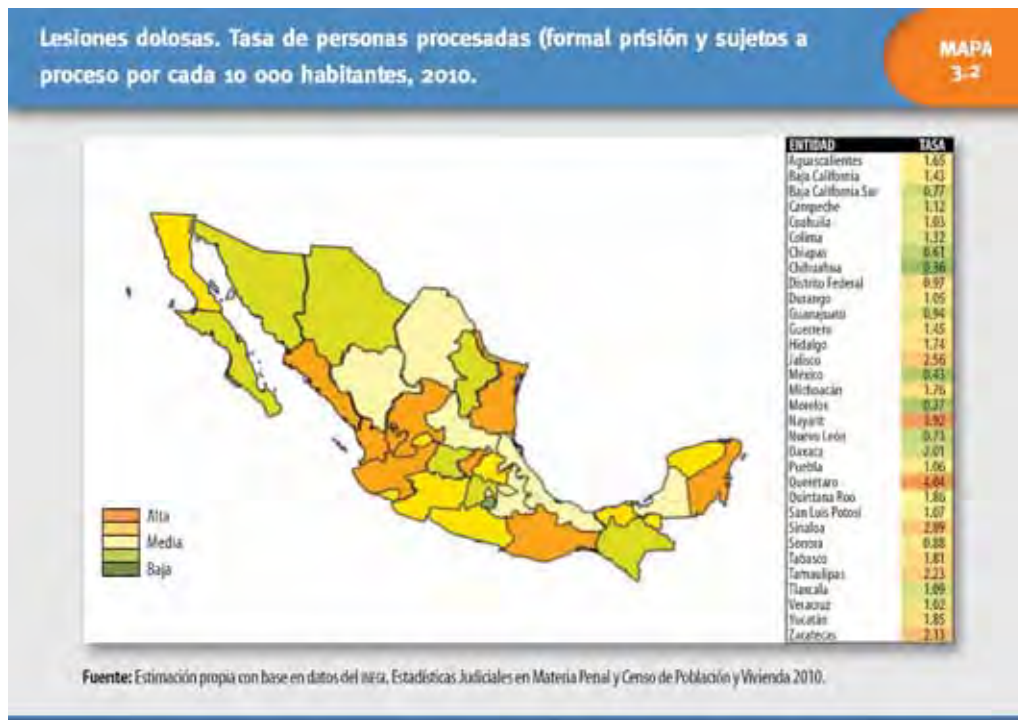 Lesiones dolosas. Tasa de personas procesadas (formal prisión y sujetos a
proceso por cada 10 000 habitantes, 2010.
MAPA
3.2
ENTIDAD TASA
Aguascalientes 1.65
Baja California 1.43
Baja California Sur 0.77
Campeche 1.12
Coahuila 1.03
Colima 1.32
Chiapas 0.61
Chihuahua 0.36
Distrito Federal 0.97
Durango 1.05
Guanajuato 0.94
Guerrero 1.45
Hidalgo 1.74
Jalisco 2.56
México 0.43
Michoacán 1.76
Morelos 0.37
Nayarit 3.92
Nuevo León 0.73
Oaxaca 2.01
Puebla 1.06
Querétaro 4.04
Quintana Roo 1.86
San Luis Potosí 1.07
Sinaloa 2.89
Sonora 0.88
Tabasco 1.81
Tamaulipas 2.23
Tlaxcala 1.09
Veracruz 1.02
Yucatán 1.85
Zacatecas 2.13
Alta
Media
Baja
Fuente: Estimación propia con base en datos del INEGI, Estadísticas Judiciales en Materia Penal y Censo de Población y Vivienda 2010.